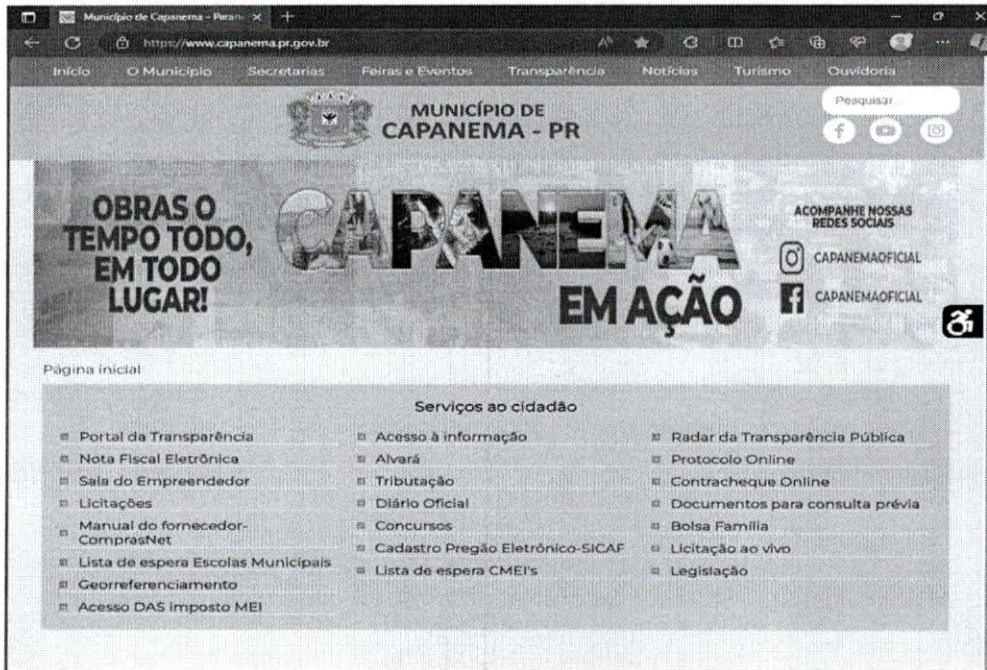 Município de Capanema - Paran
https://www.capanema.pr.gov.br
Início O Município Secretarias Feiras e Eventos Transparência Notícias Turismo Ouvidoria
Pesquisar...
MUNICÍPIO DE
CAPANEMA - PR
OBRAS O
TEMPO TODO,
EM TODO
LUGAR!
CAPANEMA
EM AÇÃO
ACOMPANHE NOSSAS
REDES SOCIAIS
CAPANEMAOFICIAL
CAPANEMAOFICIAL
Página inicial
Serviços ao cidadão
Portal da Transparência
Nota Fiscal Eletrônica
Sala do Empreendedor
Licitações
Manual do fornecedor-
ComprasNet
Lista de espera Escolas Municipais
Georreferenciamento
Acesso DAS imposto MEI
Acesso à informação
Alvará
Tributação
Diário Oficial
Concursos
Cadastro Pregão Eletrônico-SICAF
Lista de espera CMEI's
Radar da Transparência Pública
Protocolo Online
Contracheque Online
Documentos para consulta prévia
Bolsa Família
Licitação ao vivo
Legislação